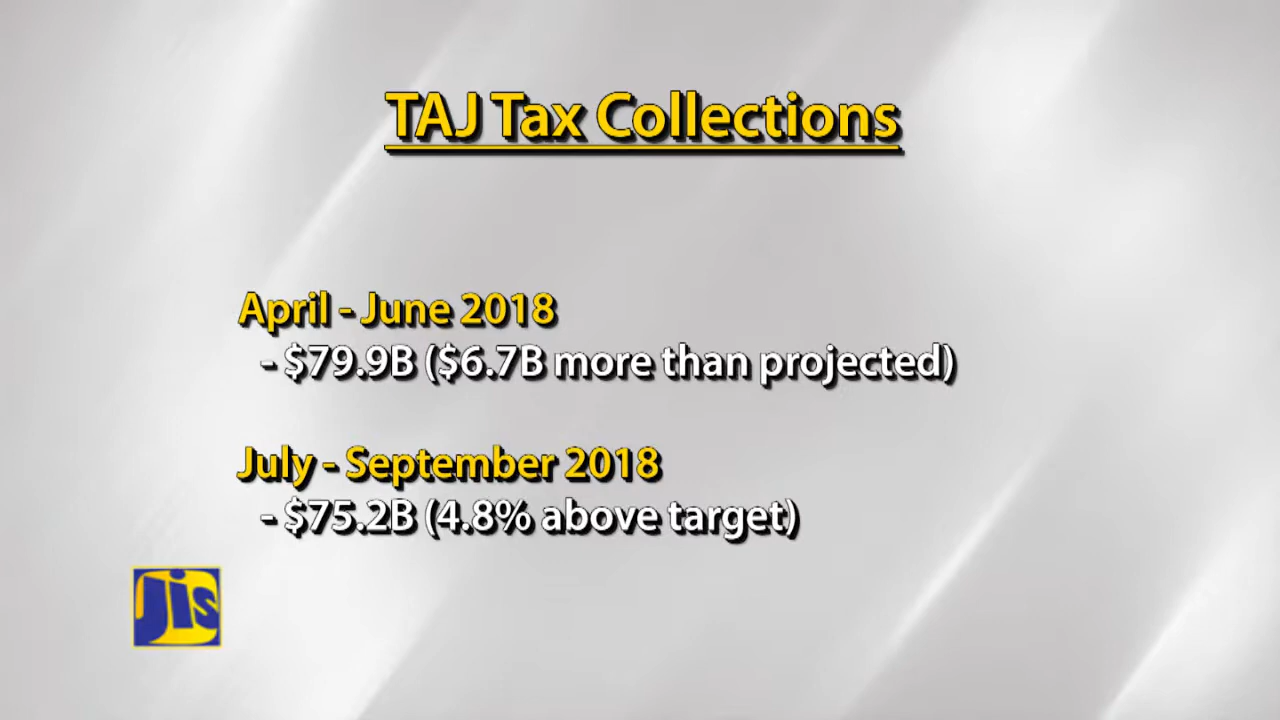 TAJ Tax Collections
April - June 2018
- $79.9B ($6.7B more than projected)
July - September 2018
- $75.2B (4.8% above target)
Jis